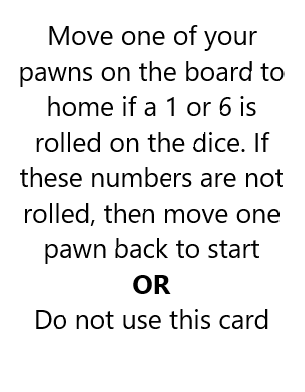 Move one of your
pawns on the board to
home if a 1 or 6 is
rolled on the dice. If
these numbers are not
rolled, then move one
pawn back to start
OR
Do not use this card